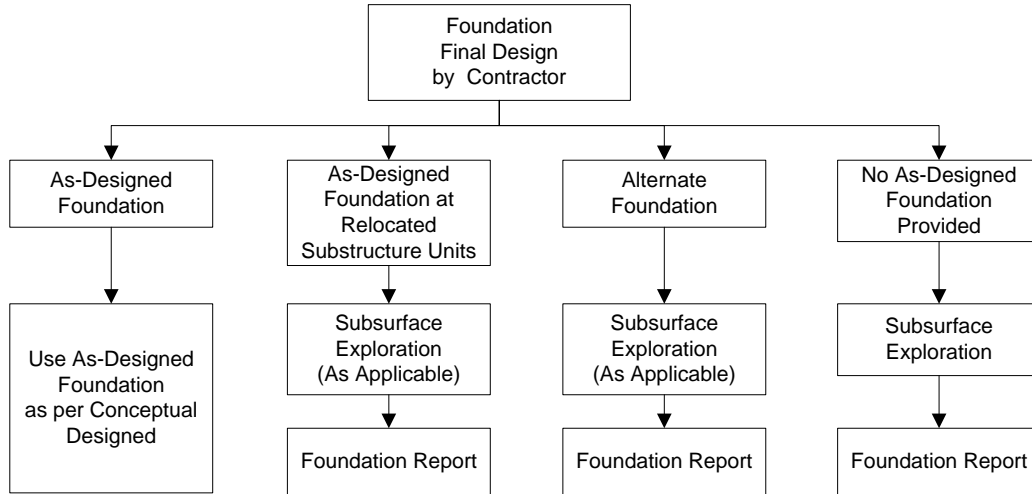 Foundation
Final Design
by Contractor
As-Designed
Foundation
As-Designed
Foundation at
Relocated
Substructure Units
Alternate
Foundation
No As-Designed
Foundation
Provided
Use As-Designed
Foundation
as per Conceptual
Designed
Subsurface
Exploration
(As Applicable)
Subsurface
Exploration
(As Applicable)
Subsurface
Exploration
Foundation Report
Foundation Report
Foundation Report